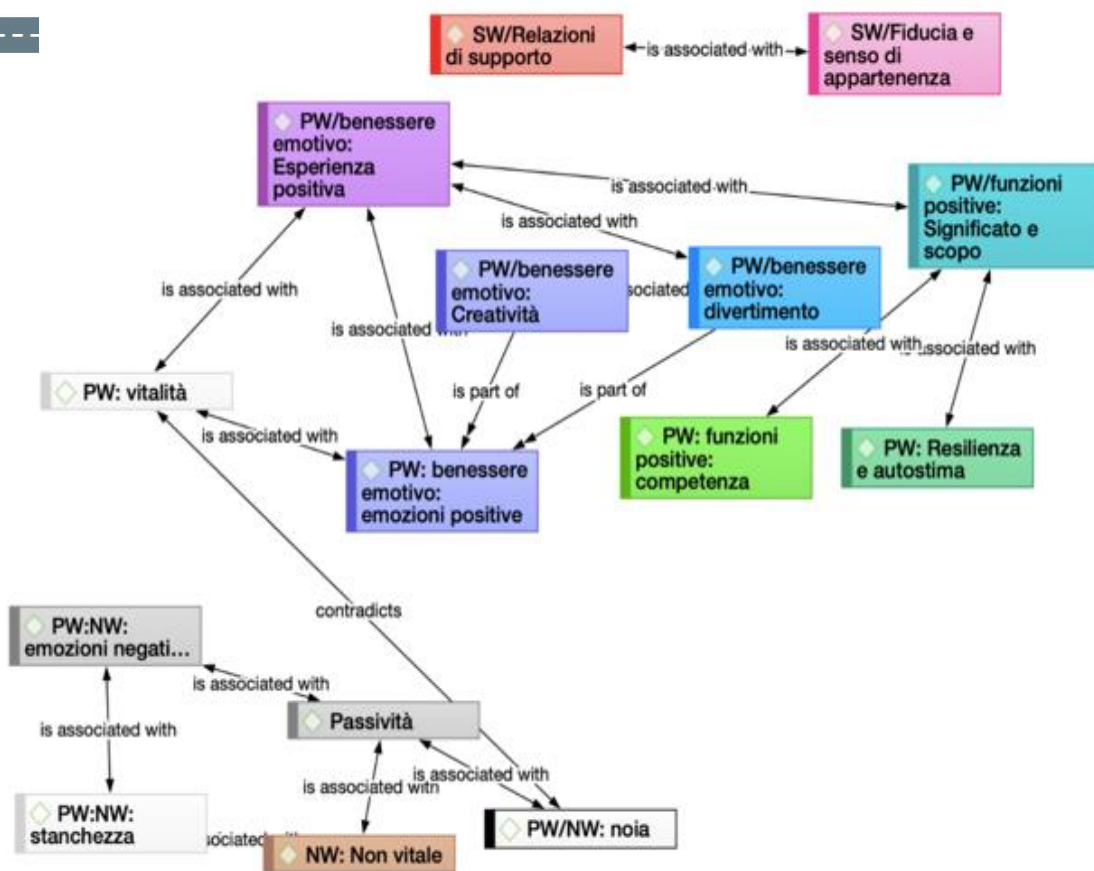 SW/Relazioni
di supporto
is associated with
SW/Fiducia e
senso di
appartenenza
PW/benessere
emotivo:
Esperienza
positiva
is associated with
PW/funzioni
positive:
Significato e
scopo
is associated with
PW/benessere
emotivo:
Creatività
PW/benessere
emotivo:
divertimento
is associated with
is associated
is associated with
is associated with
is part of
is part of
PW: vitalità
is associated with
PW: benessere
emotivo:
emozioni positive
PW: funzioni
positive:
competenza
PW: Resilienza
e autostima
contradicts
PW:NW:
emozioni negati...
is associated with
is associated with
Passività
is associated with
is associated with
PW:NW:
stanchezza
NW: Non vitale
PW/NW: noia